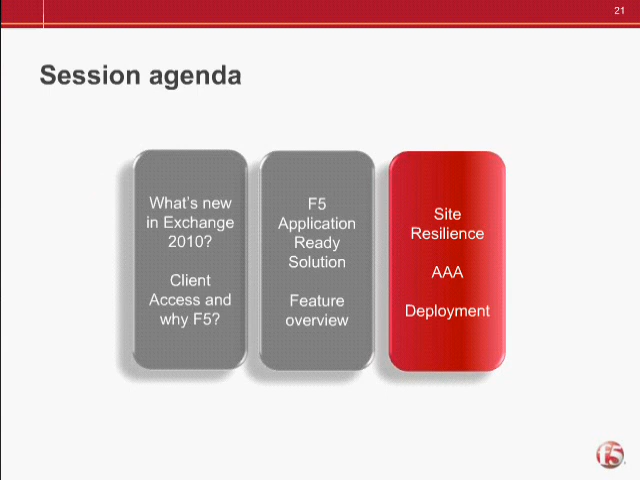 21
Session agenda
What's new
in Exchange
2010?
Client
Access and
why F5?
F5
Application
Ready
Solution
Feature
overview
Site
Resilience
AAA
Deployment
f5